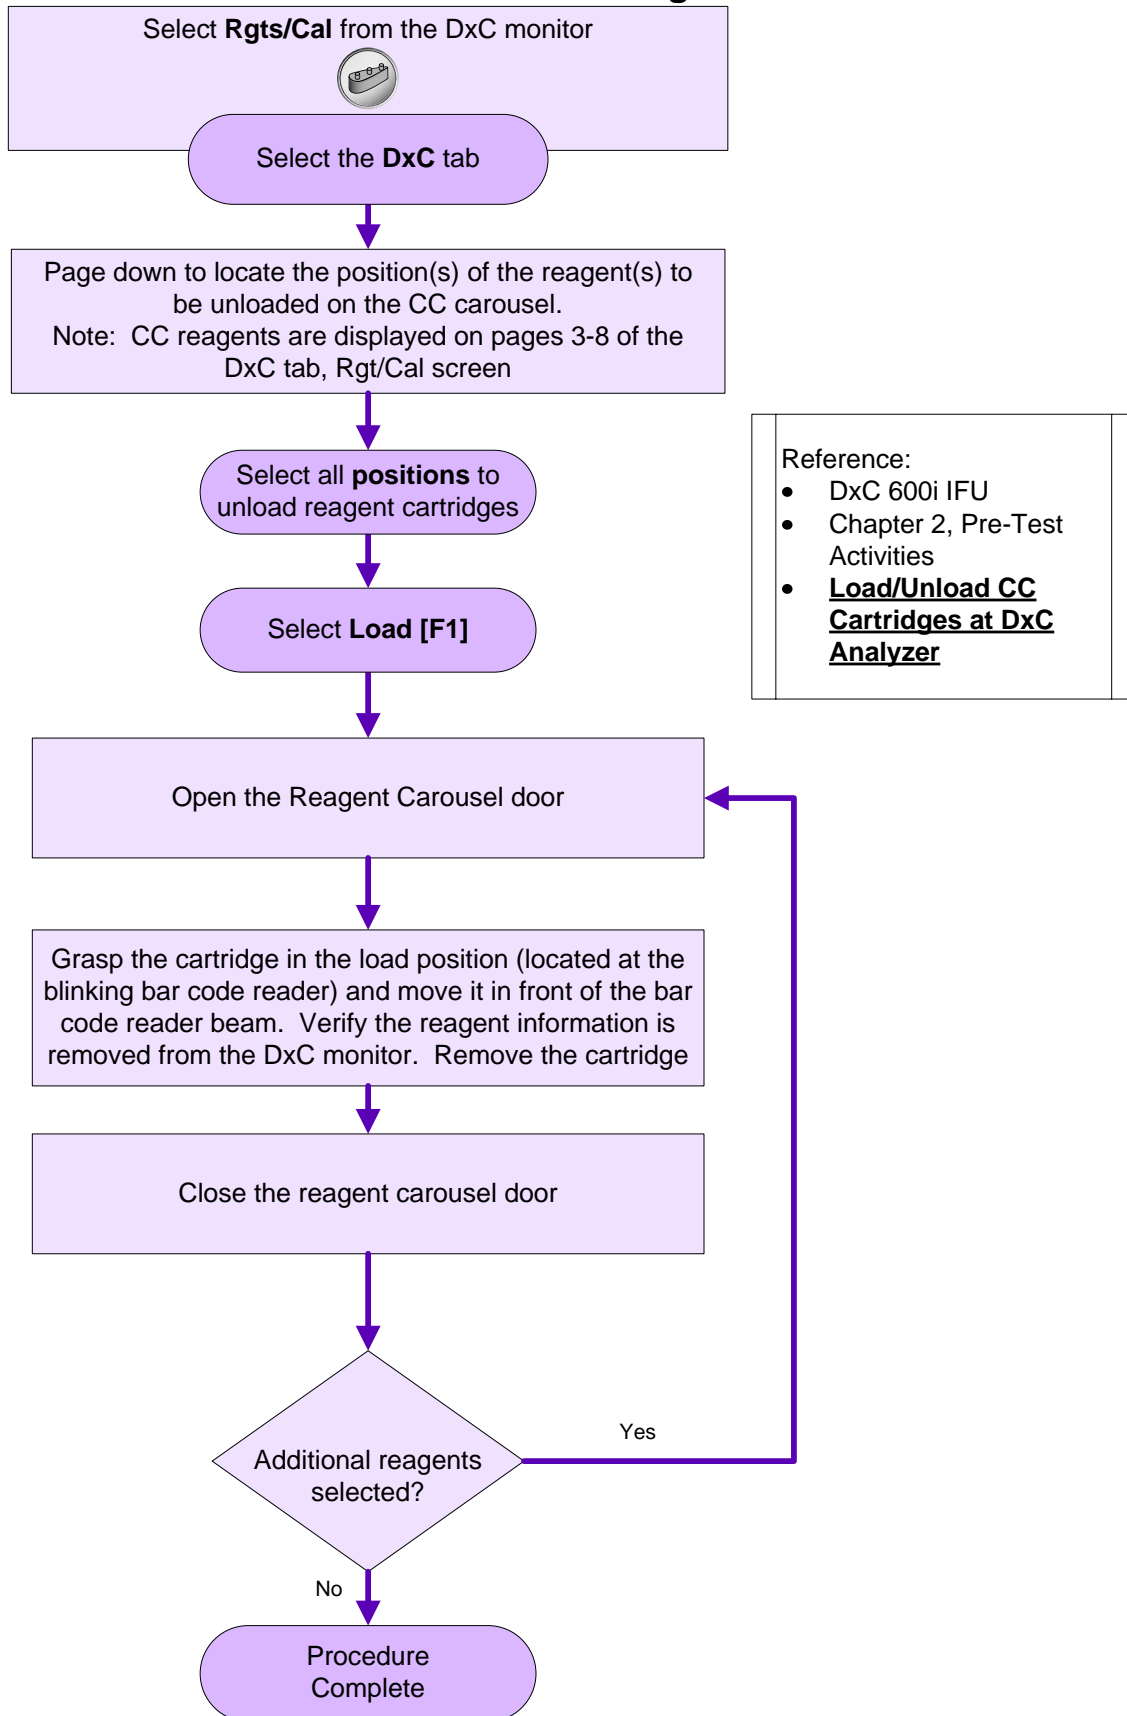 Select Rgts/Cal from the DxC monitor
Select the DxC tab
Page down to locate the position(s) of the reagent(s) to
be unloaded on the CC carousel.
Note:  CC reagents are displayed on pages 3-8 of the
DxC tab, Rgt/Cal screen
Select all positions to
unload reagent cartridges
Select Load [F1]
Reference:
• DxC 600i IFU
• Chapter 2, Pre-Test
Activities
• Load/Unload CC
Cartridges at DxC
Analyzer
Open the Reagent Carousel door
Grasp the cartridge in the load position (located at the
blinking bar code reader) and move it in front of the bar
code reader beam.  Verify the reagent information is
removed from the DxC monitor.  Remove the cartridge
Close the reagent carousel door
Additional reagents
selected?
Yes
No
Procedure
Complete